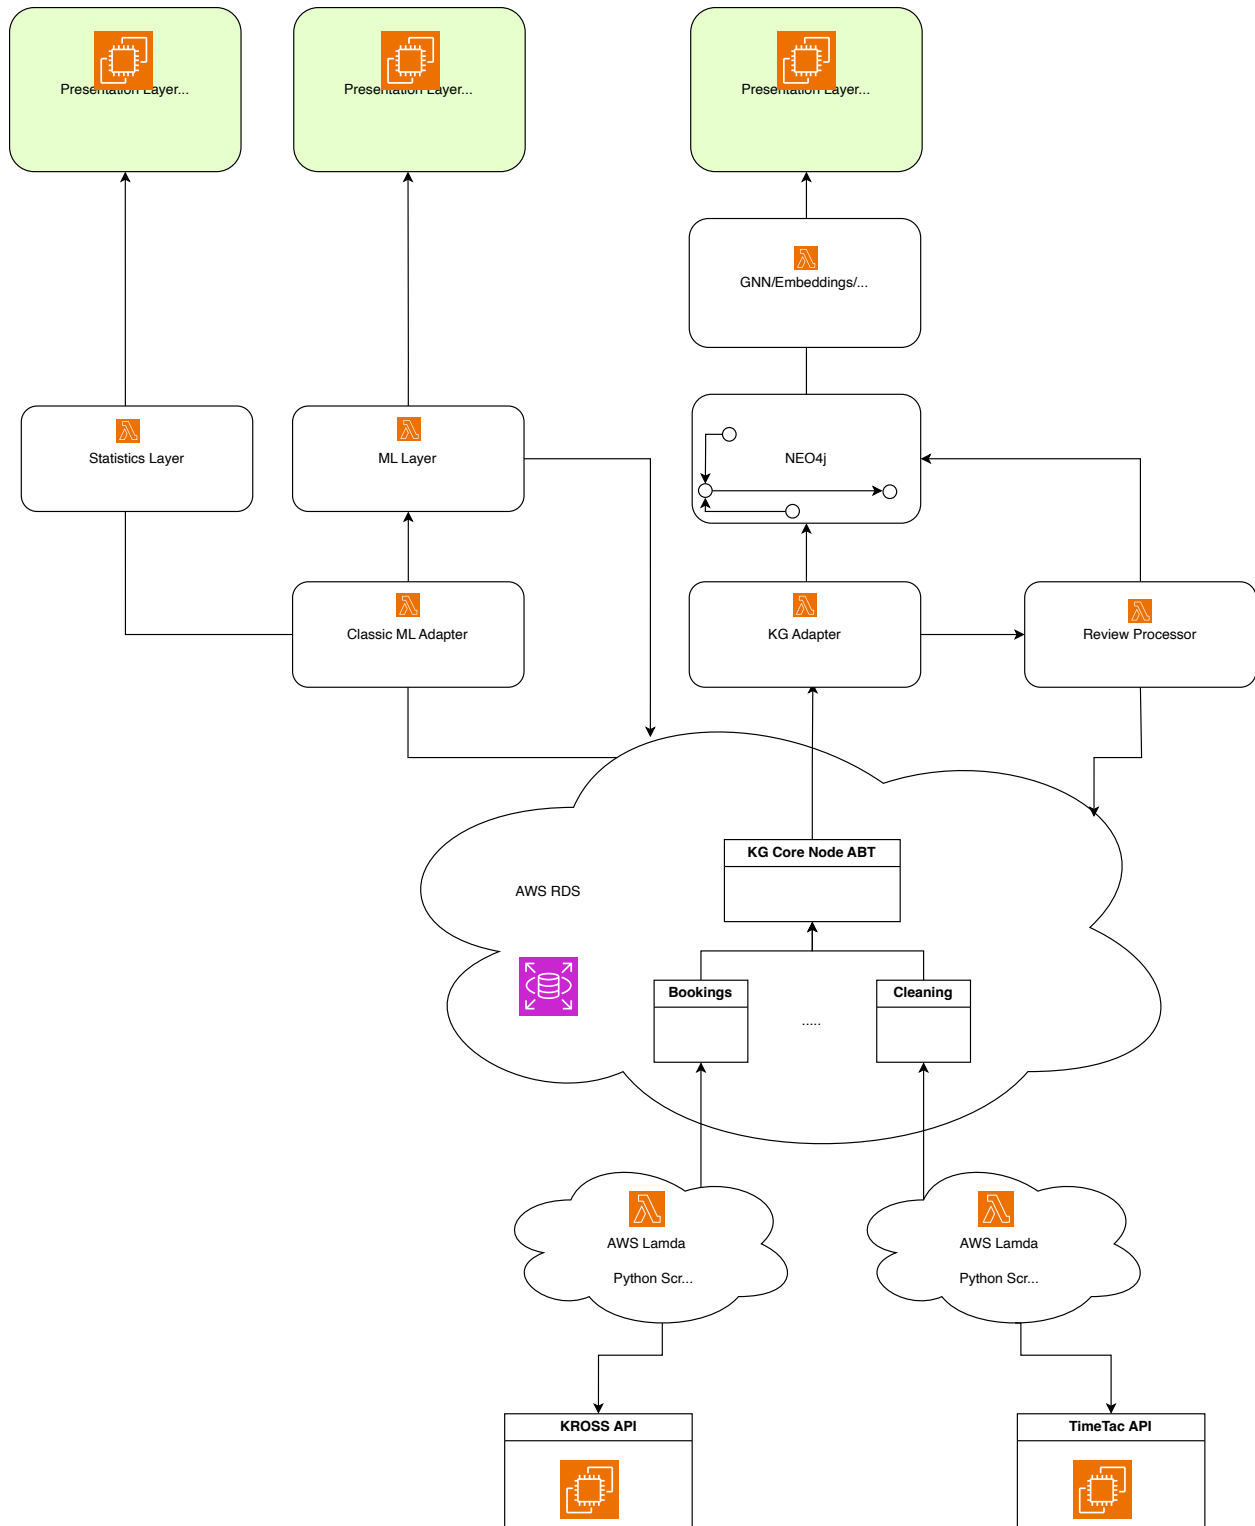 Presentation Layer...
Presentation Layer...
Presentation Layer...
GNN/Embeddings/...
Statistics Layer
ML Layer
NEO4j
Classic ML Adapter
KG Adapter
Review Processor
KG Core Node ABT
AWS RDS
Bookings
Cleaning
.....
AWS Lamda
Python Scr...
AWS Lamda
Python Scr...
KROSS API
TimeTac API